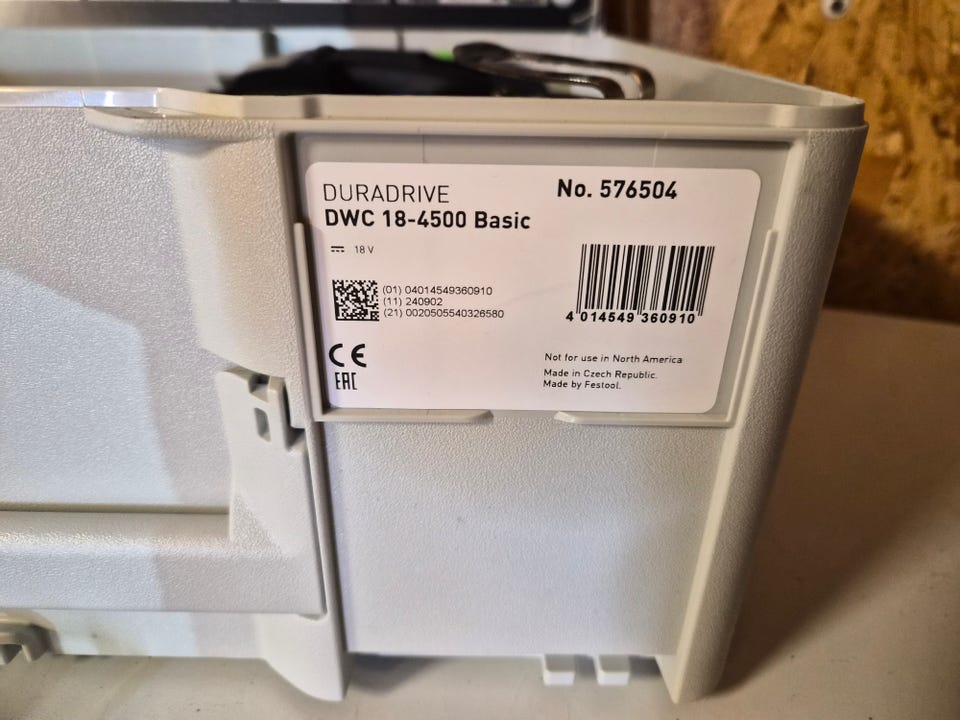 DURADRIVE
DWC 18-4500 Basic
No. 576504
18 V
(01) 04014549360910
(11) 240902
(21) 0020505540326580
4 014549 360910
CE
EAC
Not for use in North America
Made in Czech Republic.
Made by Festool.